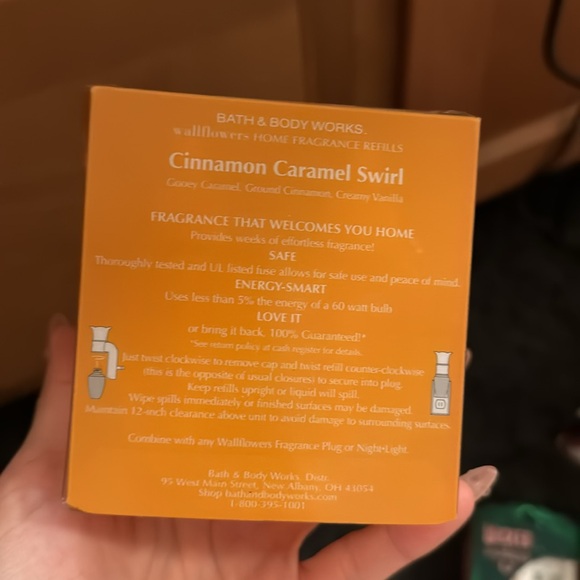 BATH & BODY WORKS.
wallflowers HOME FRAGRANCE REFILLS
Cinnamon Caramel Swirl
Gooey Caramel, Ground Cinnamon, Creamy Vanilla
FRAGRANCE THAT WELCOMES YOU HOME
Provides weeks of effortless fragrance!
SAFE
Thoroughly tested and UL listed fuse allows for safe use and peace of mind.
ENERGY-SMART
Uses less than 5% the energy of a 60 watt bulb
LOVE IT
or bring it back. 100% Guaranteed!*
*See return policy at cash register for details.
Just twist clockwise to remove cap and twist refill counter-clockwise
(this is the opposite of usual closures) to secure into plug.
Keep refills upright or liquid will spill.
Wipe spills immediately or finished surfaces may be damaged.
Maintain 12-inch clearance above unit to avoid damage to surrounding surfaces.
Combine with any Wallflowers Fragrance Plug or Night•Light.
Bath & Body Works Distr.
95 West Main Street, New Albany, OH 43054
Shop bathandbodyworks.com
1-800-395-1001